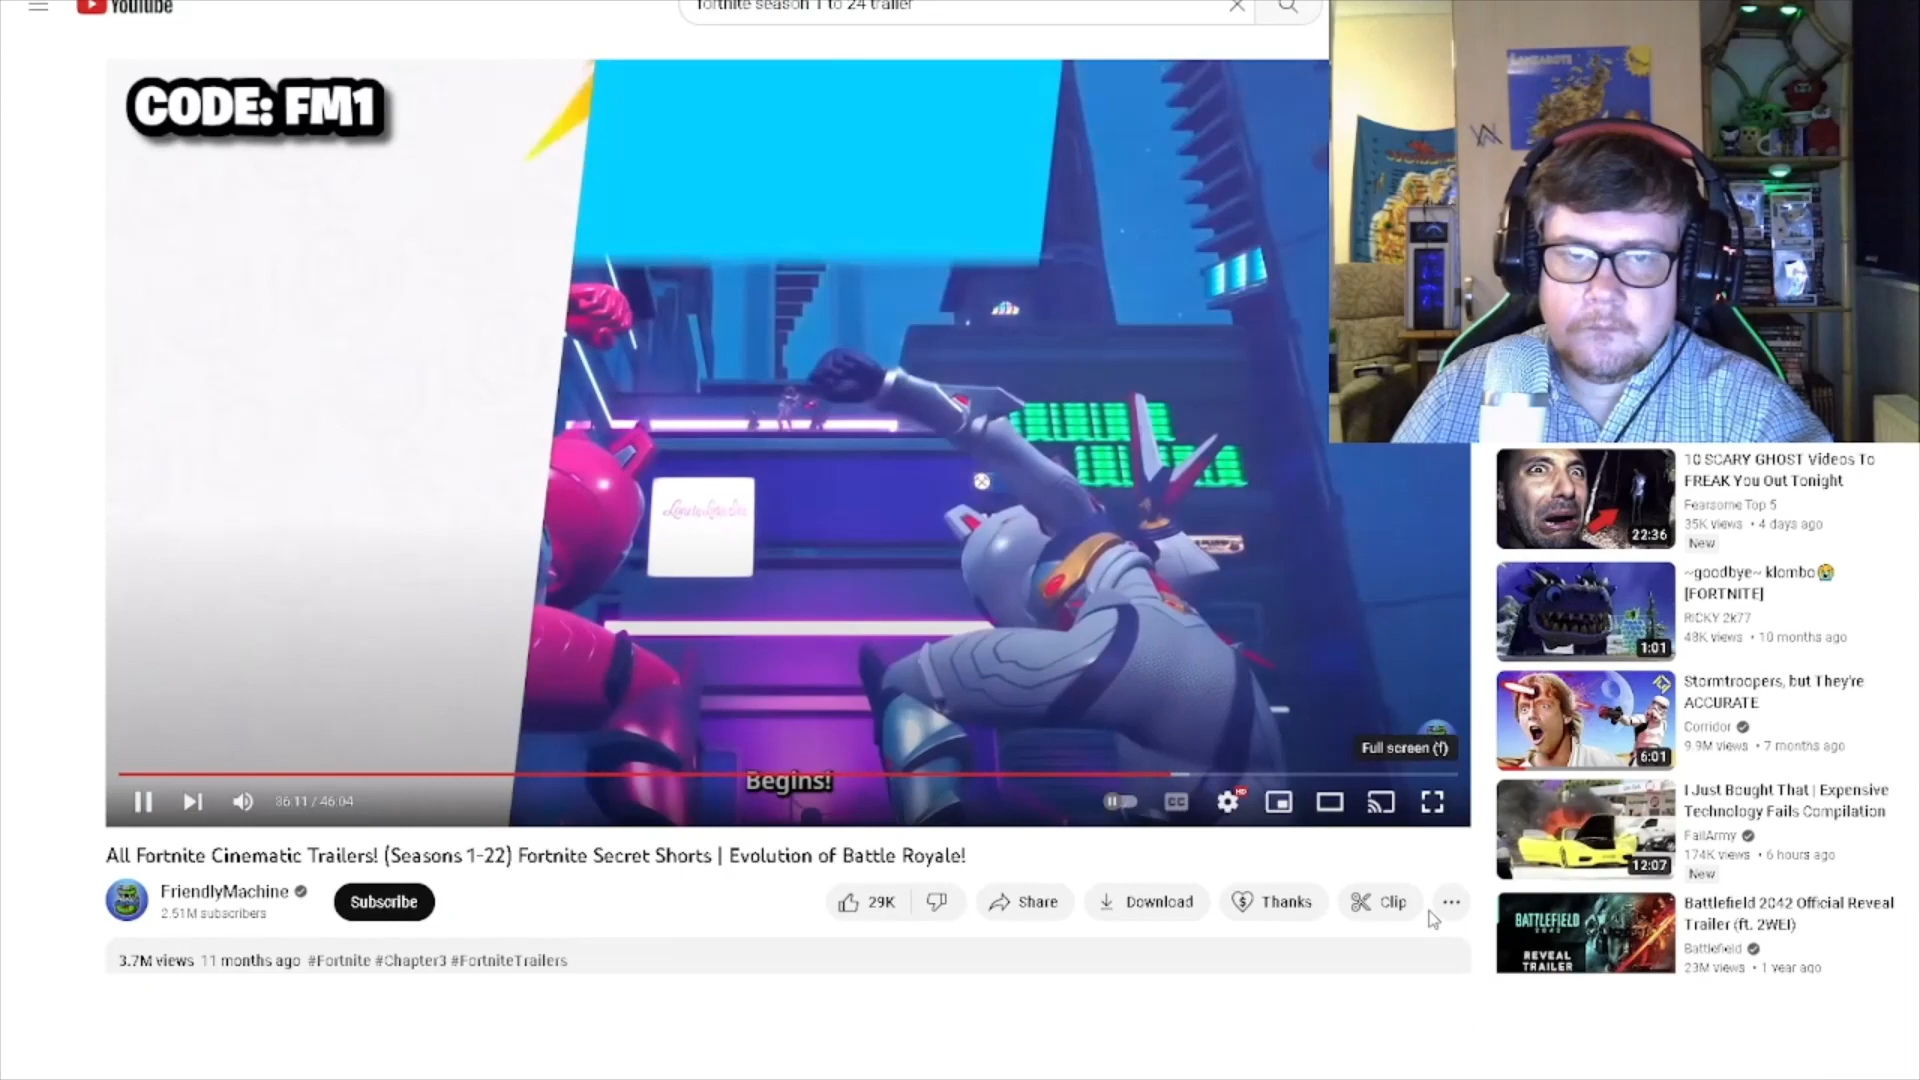 YouTube
fortnite season 1 to 24 trailer
CODE: FM1
LANZAROTE
Begins!
Full screen (f)
36:11 / 46:04
CC
HD
All Fortnite Cinematic Trailers! (Seasons 1-22) Fortnite Secret Shorts | Evolution of Battle Royale!
FriendlyMachine
2.51M subscribers
Subscribe
29K
Share
Download
Thanks
Clip
3.7M views 11 months ago #Fortnite #Chapter3 #FortniteTrailers
10 SCARY GHOST Videos To
FREAK You Out Tonight
Fearsome Top 5
35K views • 4 days ago
New
22:36
~goodbye~ klombo😭
[FORTNITE]
RICKY 2k77
48K views • 10 months ago
1:01
Stormtroopers, but They're
ACCURATE
Corridor
9.9M views • 7 months ago
6:01
I Just Bought That | Expensive
Technology Fails Compilation
FailArmy
174K views • 6 hours ago
New
12:07
Battlefield 2042 Official Reveal
Trailer (ft. 2WEI)
Battlefield
23M views • 1 year ago
BATTLEFIELD
2042
REVEAL
TRAILER